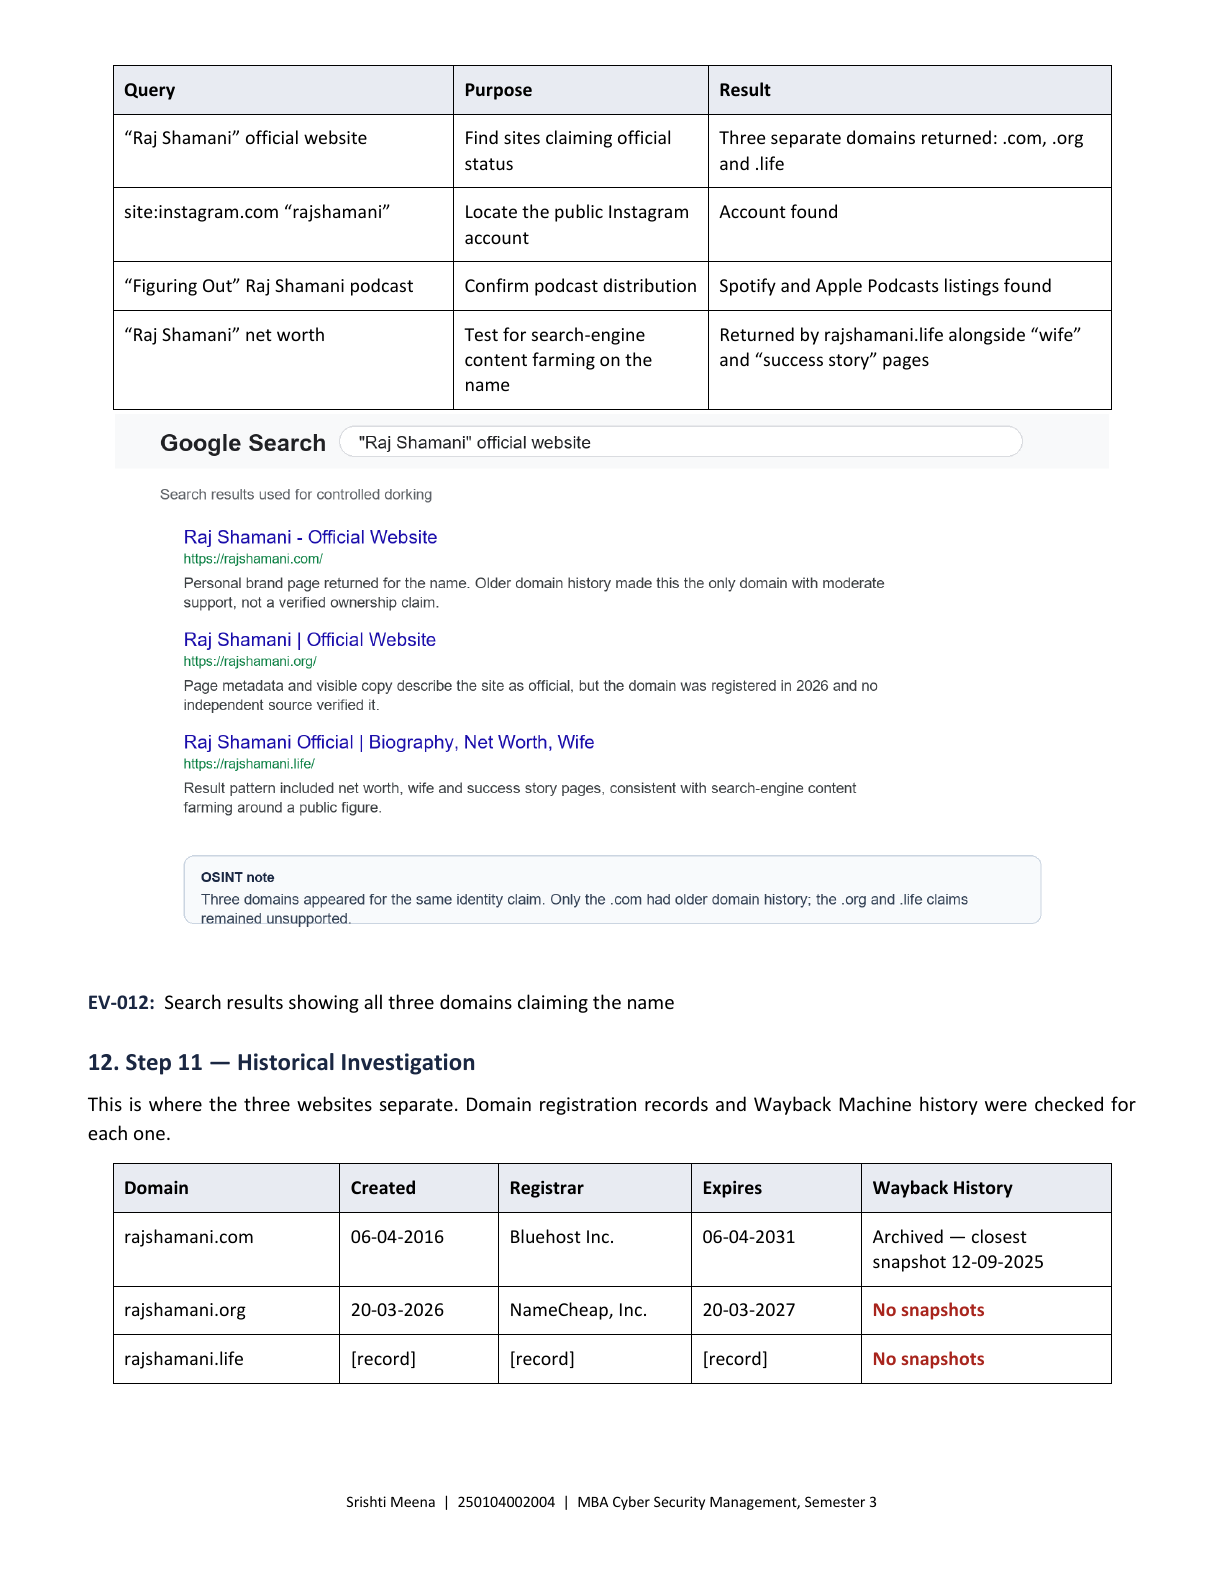 Query Purpose Result
“Raj Shamani” official website Find sites claiming official Three separate domains returned: .com, .org
status and .life
site:instagram.com “rajshamani” Locate the public Instagram Account found
account
“Figuring Out” Raj Shamani podcast Confirm podcast distribution Spotify and Apple Podcasts listings found
“Raj Shamani” net worth Test for search-engine Returned by rajshamani.life alongside “wife”
content farming on the and “success story” pages
name
Google Search "Raj Shamani" official website
Search results used for controlled dorking
Raj Shamani - Official Website
https://rajshamani.com/
Personal brand page returned for the name. Older domain history made this the only domain with moderate
support, not a verified ownership claim.
Raj Shamani | Official Website
https://rajshamani.org/
Page metadata and visible copy describe the site as official, but the domain was registered in 2026 and no
independent source verified it.
Raj Shamani Official | Biography, Net Worth, Wife
https://rajshamani.life/
Result pattern included net worth, wife and success story pages, consistent with search-engine content
farming around a public figure.
OSINT note
Three domains appeared for the same identity claim. Only the .com had older domain history; the .org and .life claims
remained unsupported.
EV-012: Search results showing all three domains claiming the name
12. Step 11 — Historical Investigation
This is where the three websites separate. Domain registration records and Wayback Machine history were checked for
each one.
Domain Created Registrar Expires Wayback History
rajshamani.com 06-04-2016 Bluehost Inc. 06-04-2031 Archived — closest
snapshot 12-09-2025
rajshamani.org 20-03-2026 NameCheap, Inc. 20-03-2027 No snapshots
rajshamani.life [record] [record] [record] No snapshots
Srishti Meena | 250104002004 | MBA Cyber Security Management, Semester 3